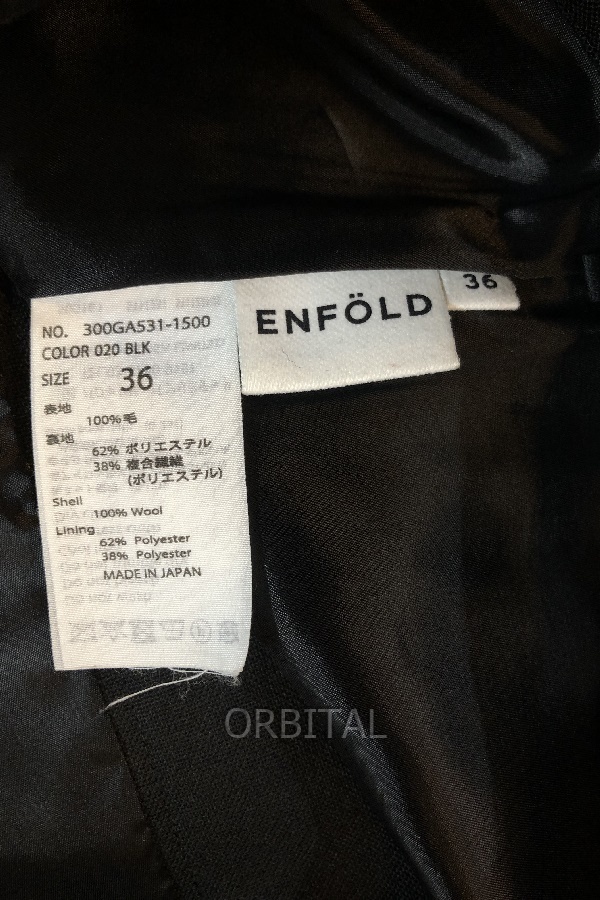 36
ENFÖLD
NO. 300GA531-1500
COLOR 020 BLK
SIZE 36
表地
100%毛
裏地
62% ポリエステル
38% 複合繊維
(ポリエステル)
Shell
100% Wool
Lining
62% Polyester
38% Polyester
MADE IN JAPAN
ORBITAL